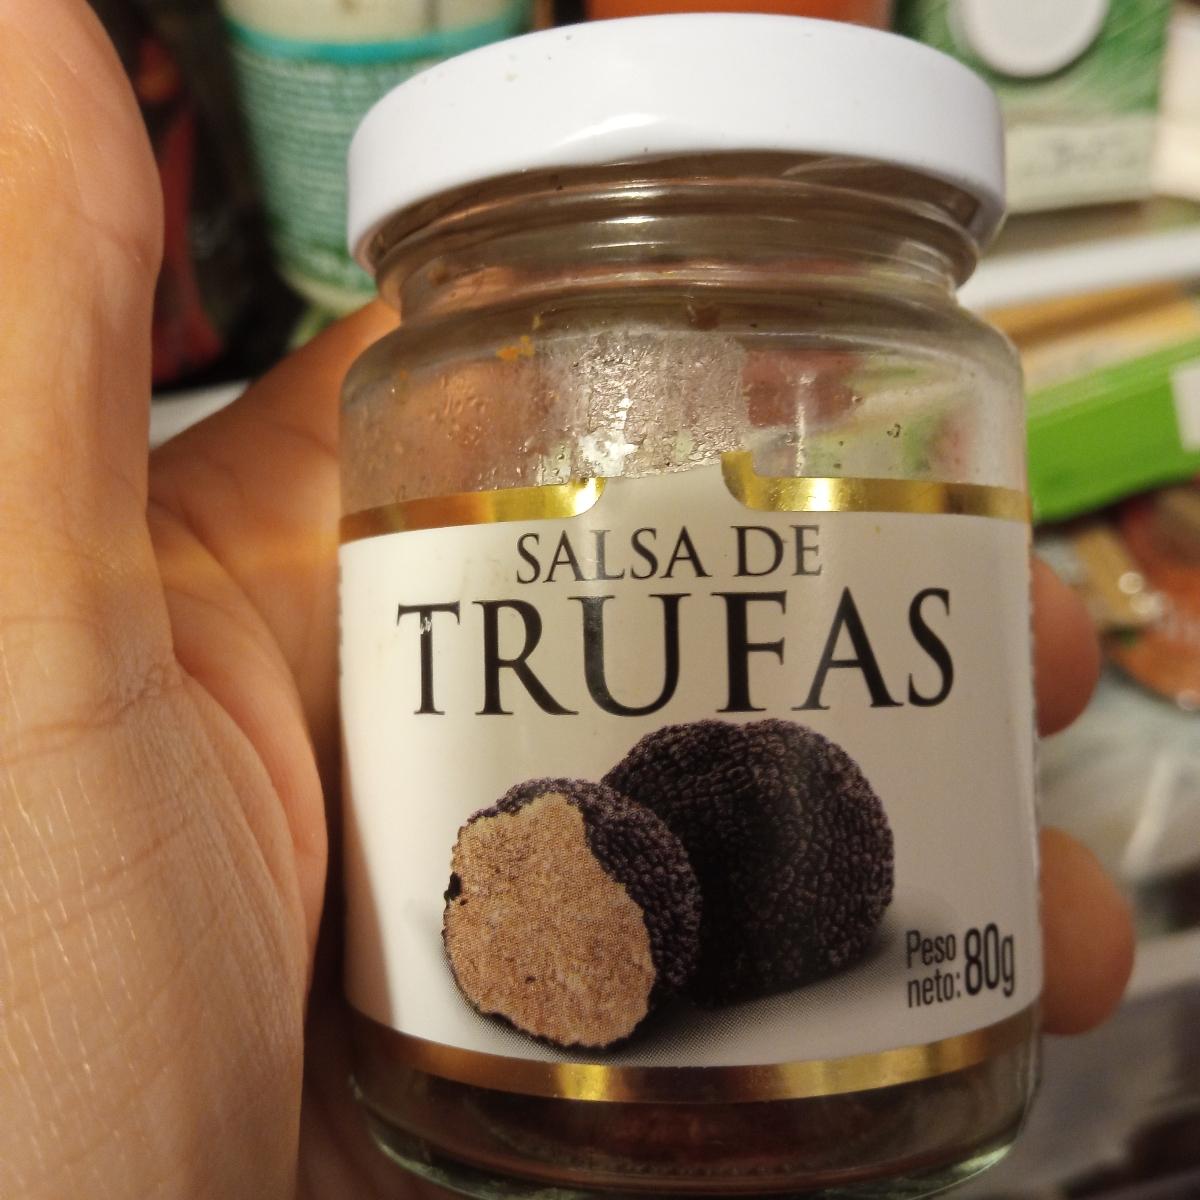 SALSA DE
TRUFAS
Peso
neto: 80g